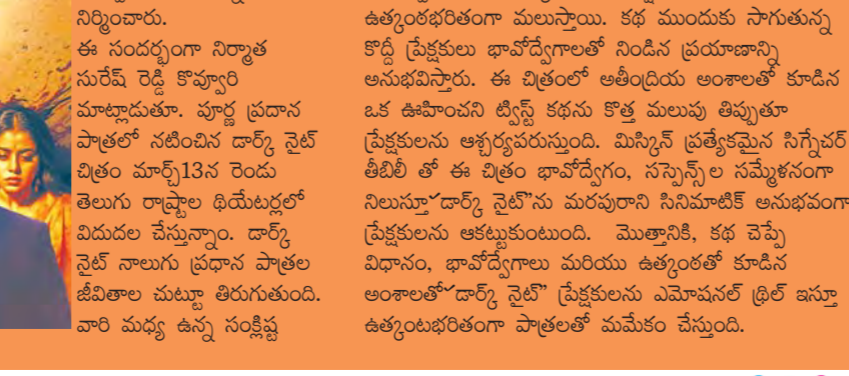 నిర్మించారు.
ఈ సందర్భంగా నిర్మాత
సురేష్ రెడ్డి కొవ్వూరి
మాట్లాడుతూ. పూర్ణ ప్రదాన
పాత్రలో నటించిన డార్క్ నైట్
చిత్రం మార్చ్13న రెండు
తెలుగు రాష్ట్రాల థియేటర్లలో
విడుదల చేస్తున్నాం. డార్క్
నైట్ నాలుగు ప్రధాన పాత్రల
జీవితాల చుట్టూ తిరుగుతుంది.
వారి మధ్య ఉన్న సంక్లిష్ట
ఉత్కంఠభరితంగా మలుస్తాయి. కథ ముందుకు సాగుతున్న
కొద్దీ ప్రేక్షకులు భావోద్వేగాలతో నిండిన ప్రయాణాన్ని
అనుభవిస్తారు. ఈ చిత్రంలో అతీంద్రియ అంశాలతో కూడిన
ఒక ఊహించని ట్విస్ట్ కథను కొత్త మలుపు తిప్పుతూ
ప్రేక్షకులను ఆశ్చర్యపరుస్తుంది. మిస్కిన్ ప్రత్యేకమైన సిగ్నేచర్
తీబిలీ తో ఈ చిత్రం భావోద్వేగం, సస్పెన్స్‌ల సమ్మేళనంగా
నిలుస్తూ“డార్క్ నైట్”ను మరపురాని సినిమాటిక్ అనుభవంగా
ప్రేక్షకులను ఆకట్టుకుంటుంది. మొత్తానికి, కథ చెప్పే
విధానం, భావోద్వేగాలు మరియు ఉత్కంఠతో కూడిన
అంశాలతో“డార్క్ నైట్” ప్రేక్షకులను ఎమోషనల్ థ్రిల్ ఇస్తూ
ఉత్కంటభరితంగా పాత్రలతో మమేకం చేస్తుంది.